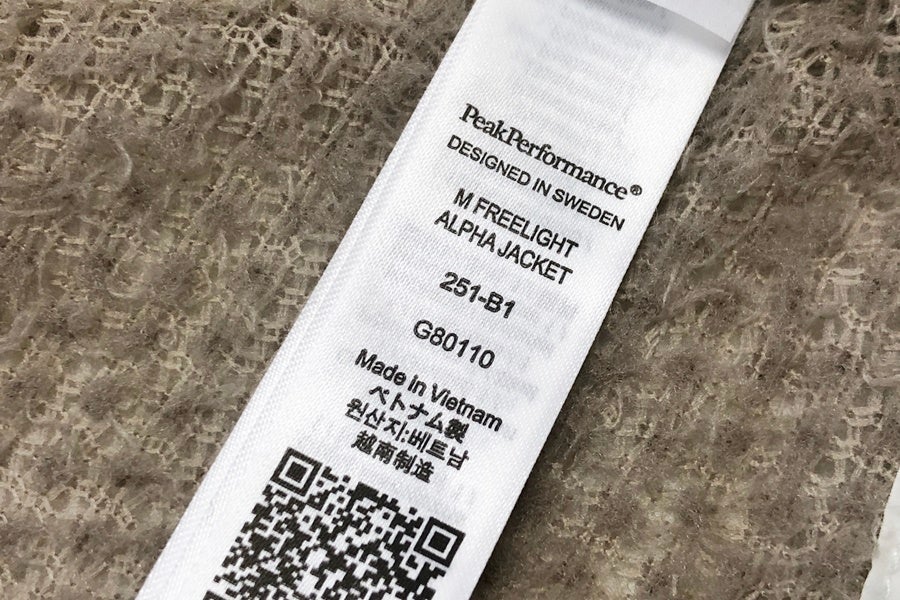 PeakPerformance®
DESIGNED IN SWEDEN
M FREELIGHT
ALPHA JACKET
251-B1
G80110
Made in Vietnam
ベトナム製
원산지:베트남
越南制造